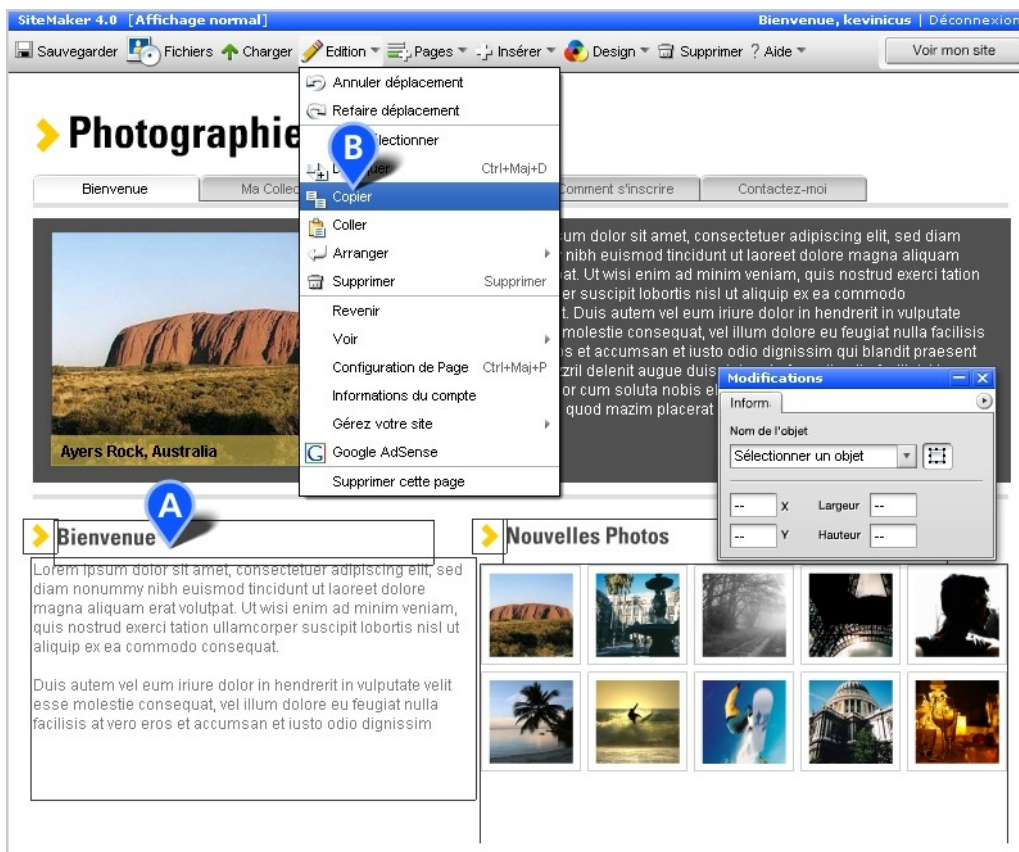 SiteMaker 4.0 [Affichage normal]
Bienvenue, kevinicus | Déconnexion
Sauvegarder Fichiers Charger Edition Pages Insérer Design Supprimer ? Aide Voir mon site
Photographie
Bienvenue Ma Collec Comment s'inscrire Contactez-moi
Annuler déplacement
Refaire déplacement
lectionner
Ctrl+Maj+D
B
Copier
Coller
Arranger
Supprimer Supprimer
Revenir
Voir
Configuration de Page Ctrl+Maj+P
Informations du compte
Gérez votre site
Google AdSense
Supprimer cette page
Ayers Rock, Australia
um dolor sit amet, consectetuer adipiscing elit, sed diam
nibh euismod tincidunt ut laoreet dolore magna aliquam
at. Ut wisi enim ad minim veniam, quis nostrud exerci tation
er suscipit lobortis nisl ut aliquip ex ea commodo
t. Duis autem vel eum iriure dolor in hendrerit in vulputate
molestie consequat, vel illum dolore eu feugiat nulla facilisis
os et accumsan et iusto odio dignissim qui blandit praesent
zril delenit augue duis
or cum soluta nobis el
quod mazim placerat
Modifications
Inform.
Nom de l'objet
Sélectionner un objet
-- X Largeur --
-- Y Hauteur --
A
Bienvenue
Lorem ipsum dolor sit amet, consectetuer adipiscing elit, sed
diam nonummy nibh euismod tincidunt ut laoreet dolore
magna aliquam erat volutpat. Ut wisi enim ad minim veniam,
quis nostrud exerci tation ullamcorper suscipit lobortis nisl ut
aliquip ex ea commodo consequat.
Duis autem vel eum iriure dolor in hendrerit in vulputate velit
esse molestie consequat, vel illum dolore eu feugiat nulla
facilisis at vero eros et accumsan et iusto odio dignissim
Nouvelles Photos